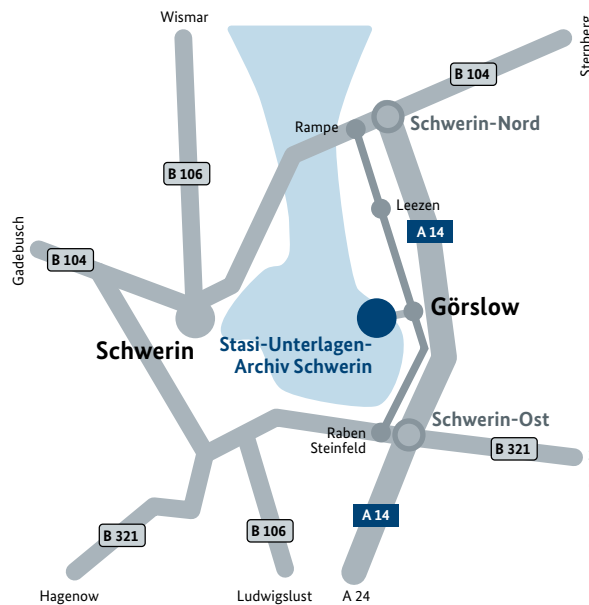 Wismar
Sternberg
B 104
Rampe
Schwerin-Nord
B 106
Leezen
A 14
Gadebusch
B 104
Görslow
Schwerin
Stasi-Unterlagen-
Archiv Schwerin
Schwerin-Ost
Raben
Steinfeld
B 321
A 14
B 321
B 106
Hagenow
Ludwigslust
A 24